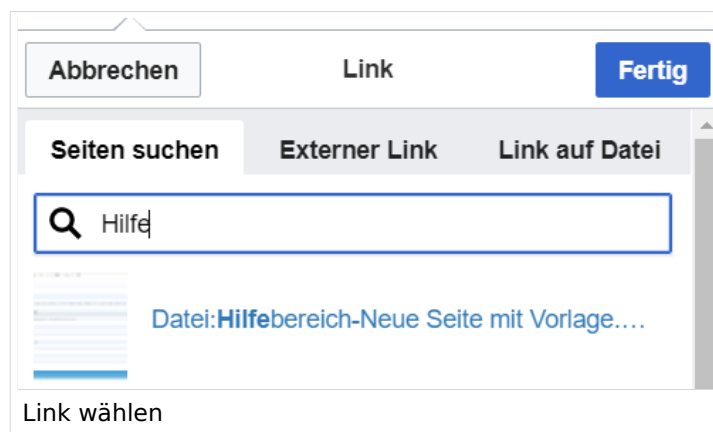 Abbrechen Link Fertig
Seiten suchen Externer Link Link auf Datei
Hilfe
Datei:Hilfebereich-Neue Seite mit Vorlage....
Link wählen